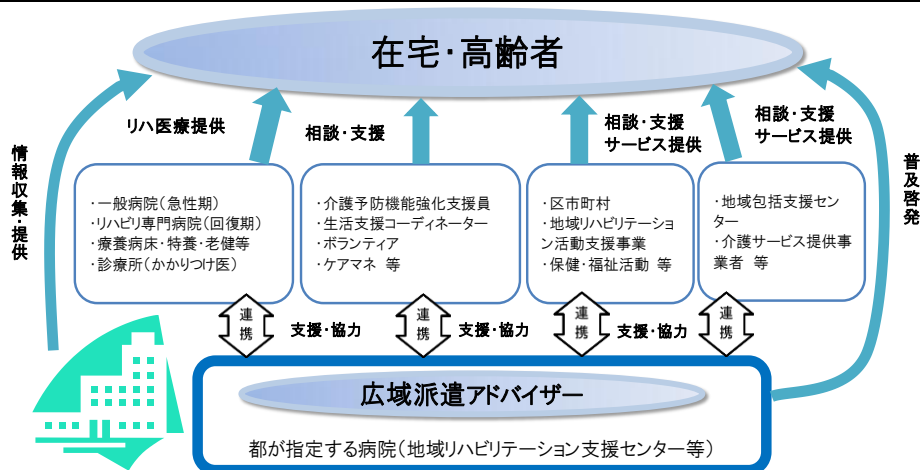 在宅・高齢者
リハ医療提供
相談・支援
相談・支援
サービス提供
相談・支援
サービス提供
情報収集・提供
普及啓発
・一般病院(急性期)
・リハビリ専門病院(回復期)
・療養病床・特養・老健等
・診療所(かかりつけ医)
・介護予防機能強化支援員
・生活支援コーディネーター
・ボランティア
・ケアマネ 等
・区市町村
・地域リハビリテーショ
ン活動支援事業
・保健・福祉活動 等
・地域包括支援セン
ター
・介護サービス提供事
業者 等
連携
支援・協力
連携
支援・協力
連携
支援・協力
連携
広域派遣アドバイザー
都が指定する病院(地域リハビリテーション支援センター等)